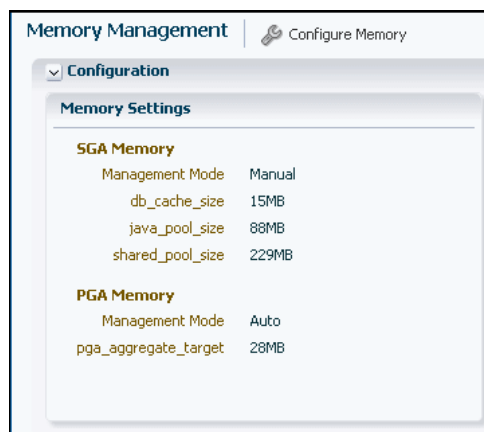 Memory Management Configure Memory
Configuration
Memory Settings
SGA Memory
Management Mode Manual
db_cache_size 15MB
java_pool_size 88MB
shared_pool_size 229MB
PGA Memory
Management Mode Auto
pga_aggregate_target 28MB